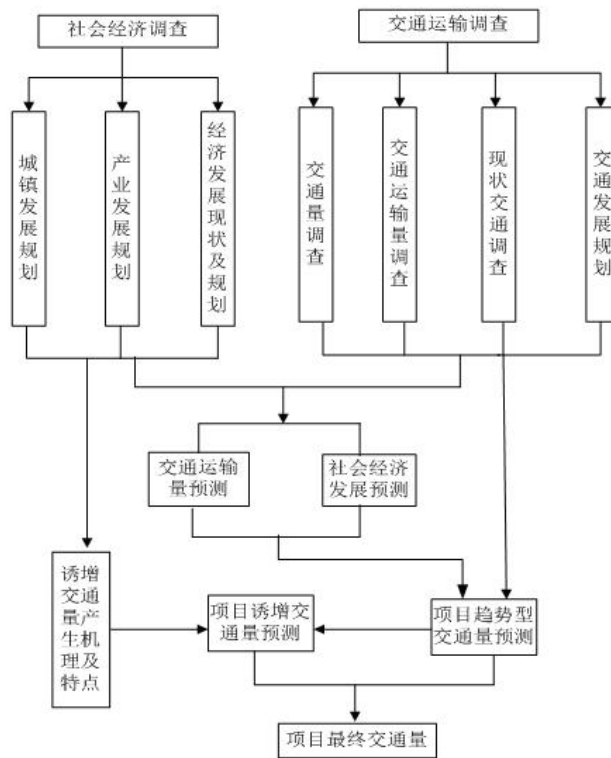 社会经济调查
交通运输调查
城镇发展规划
产业发展规划
经济发展现状及规划
交通量调查
交通运输量调查
现状交通调查
交通发展规划
交通运输
量预测
社会经济
发展预测
诱增
交通
量产
生机
理及
特点
项目诱增交
通量预测
项目趋势型
交通量预测
项目最终交通量